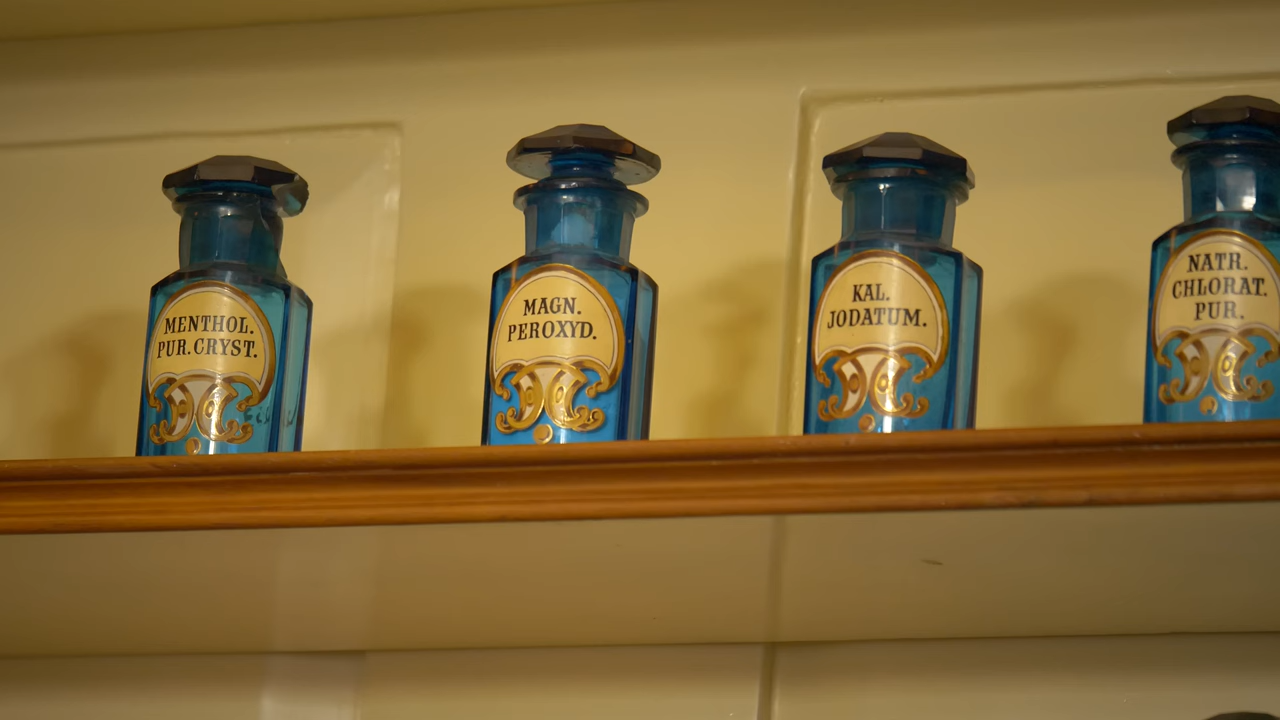 MENTHOL.
PUR. CRYST.
MAGN.
PEROXYD.
KAL.
JODATUM.
NATR.
CHLORAT.
PUR.